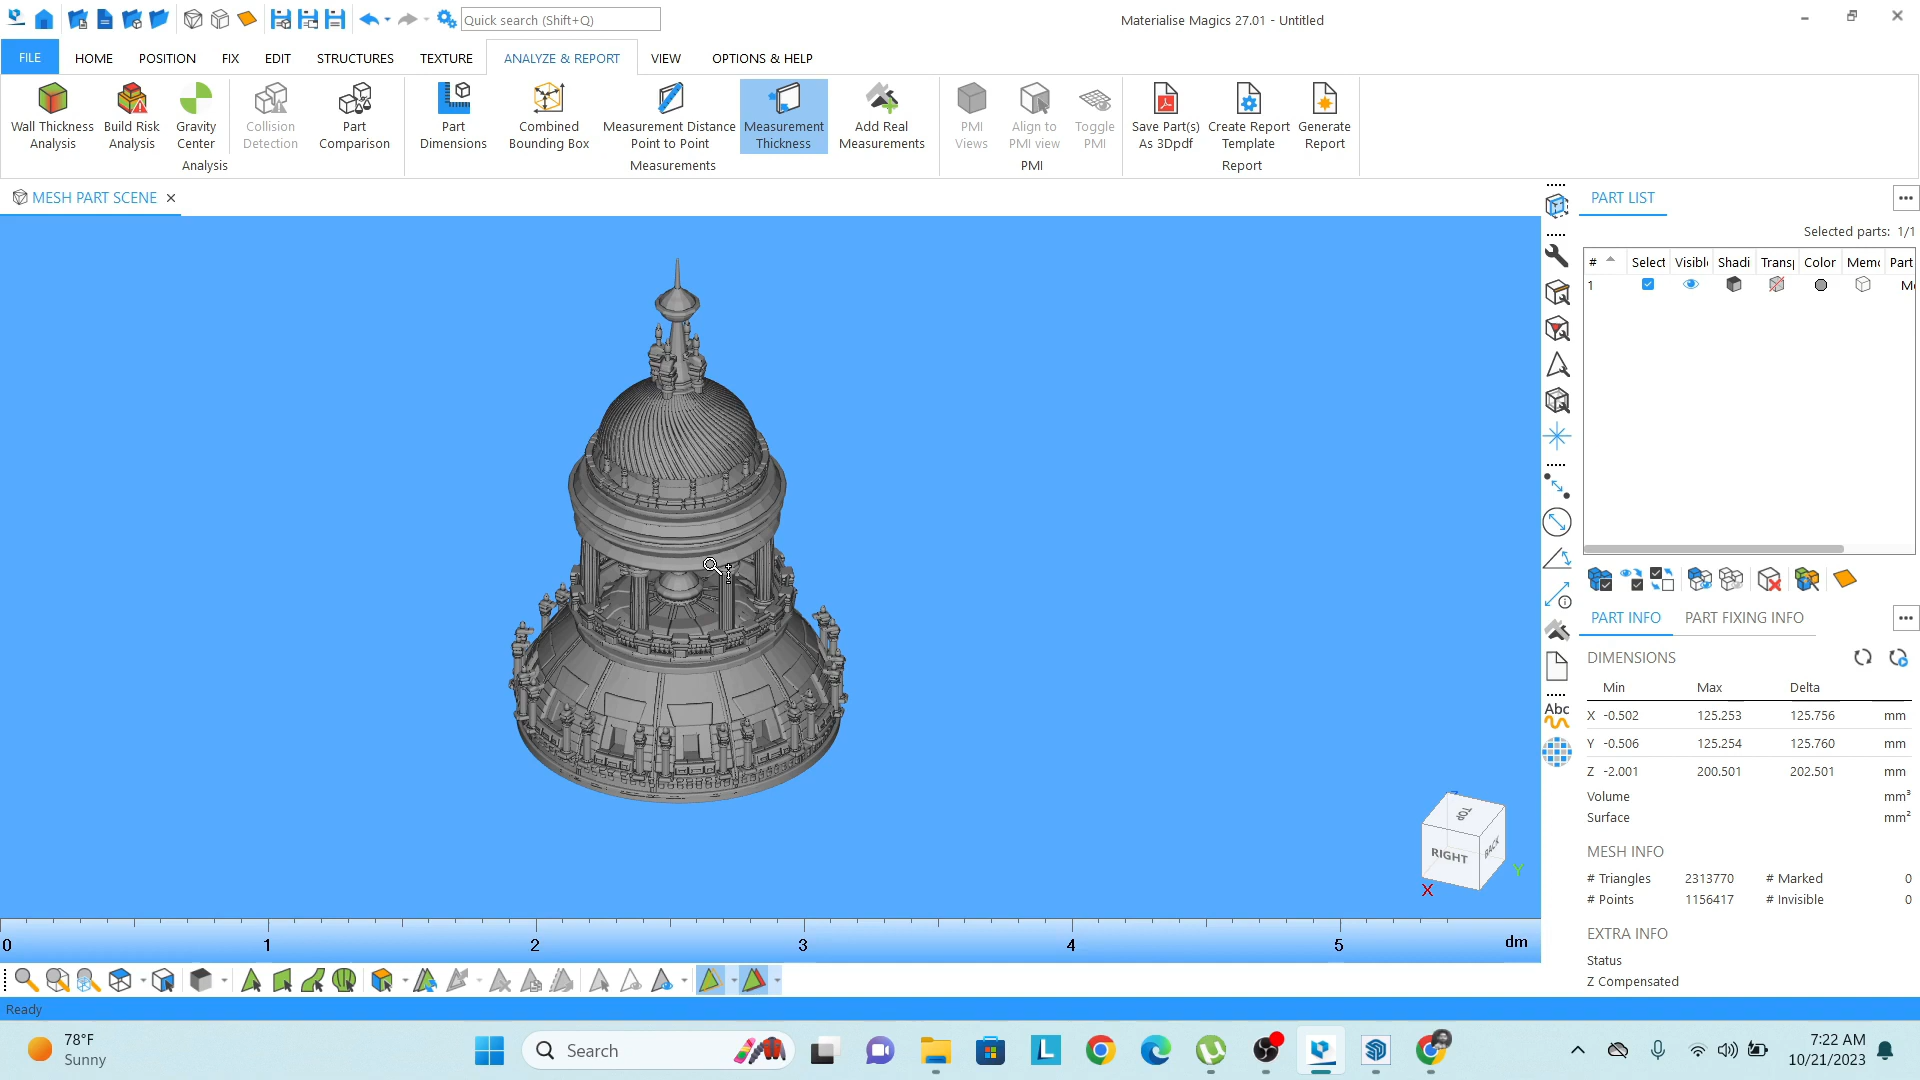 Quick search (Shift+Q)
Materialise Magics 27.01 - Untitled
FILE HOME POSITION FIX EDIT STRUCTURES TEXTURE ANALYZE & REPORT VIEW OPTIONS & HELP
Wall Thickness Analysis
Build Risk Analysis
Gravity Center
Collision Detection
Part Comparison
Part Dimensions
Combined Bounding Box
Measurement Distance Point to Point
Measurement Thickness
Add Real Measurements
PMI Views
Align to PMI view
Toggle PMI
Save Part(s) As 3Dpdf
Create Report Template
Generate Report
Analysis Measurements PMI Report
MESH PART SCENE
PART LIST
Selected parts: 1/1
# Select Visibl Shadi Transp Color Memo Part
1
Abc
PART INFO PART FIXING INFO
DIMENSIONS
Min Max Delta
X -0.502 125.253 125.756 mm
Y -0.506 125.254 125.760 mm
Z -2.001 200.501 202.501 mm
Volume mm³
Surface mm²
MESH INFO
# Triangles 2313770 # Marked 0
# Points 1156417 # Invisible 0
EXTRA INFO
Status
Z Compensated
TOP
RIGHT
BACK
Z
Y
X
0 1 2 3 4 5 dm
Ready
78°F
Sunny
Search
7:22 AM
10/21/2023